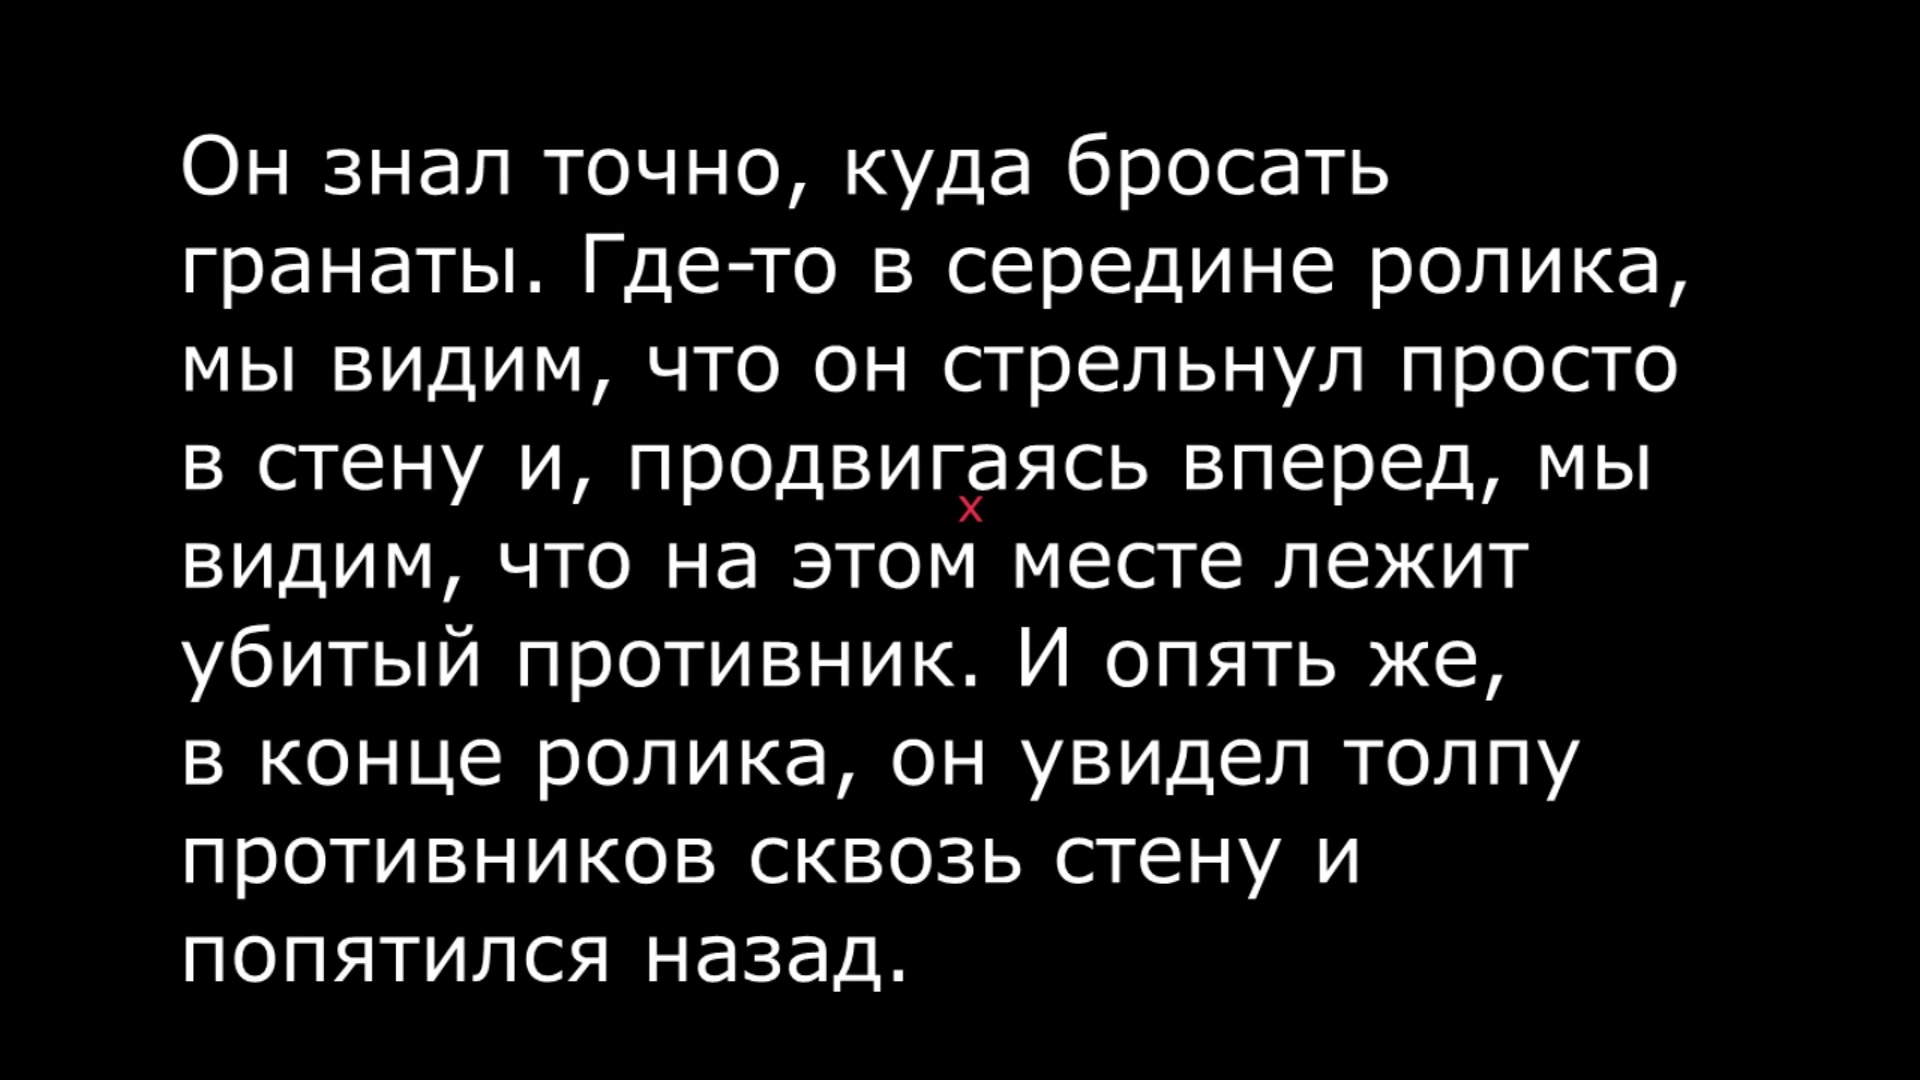 Он знал точно, куда бросать
гранаты. Где-то в середине ролика,
мы видим, что он стрельнул просто
в стену и, продвигаясь вперед, мы
x
видим, что на этом месте лежит
убитый противник. И опять же,
в конце ролика, он увидел толпу
противников сквозь стену и
попятился назад.